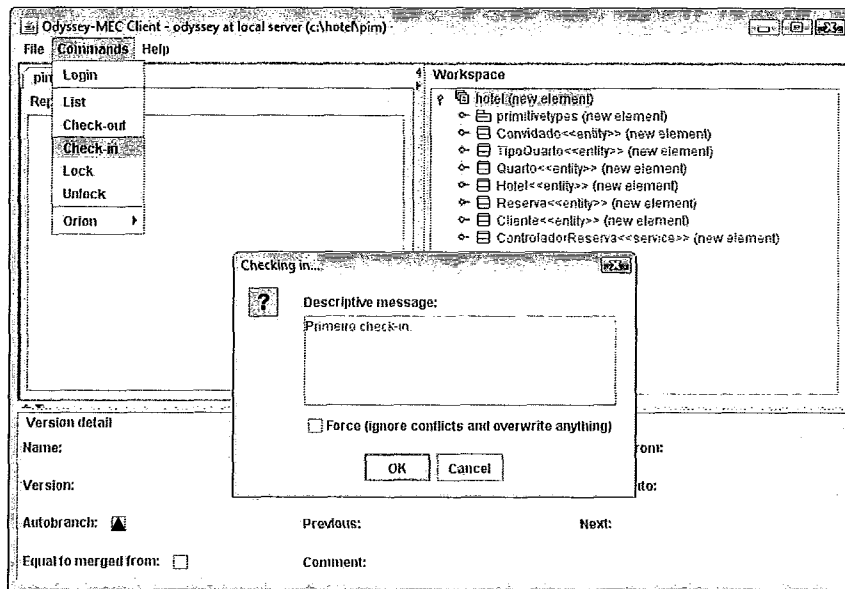 Odyssey-MEC Client - odyssey at local server (c:\hotel\pim) -
File Commands Help
Login
List
Check-out
Check-in
Lock
Unlock
Orion
pim
Workspace
hotel (new element)
primitivetypes (new element)
Convidado<<entity>> (new element)
TipoQuarto<<entity>> (new element)
Quarto<<entity>> (new element)
Hotel<<entity>> (new element)
Reserva<<entity>> (new element)
Cliente<<entity>> (new element)
ControladorReserva<<service>> (new element)
Checking in...
?
Descriptive message:
Primeiro check-in.
Force (ignore conflicts and overwrite anything)
OK Cancel
Version detail
Name:
Version:
Autobranch: Previous: Next:
Equal to merged from: Comment: